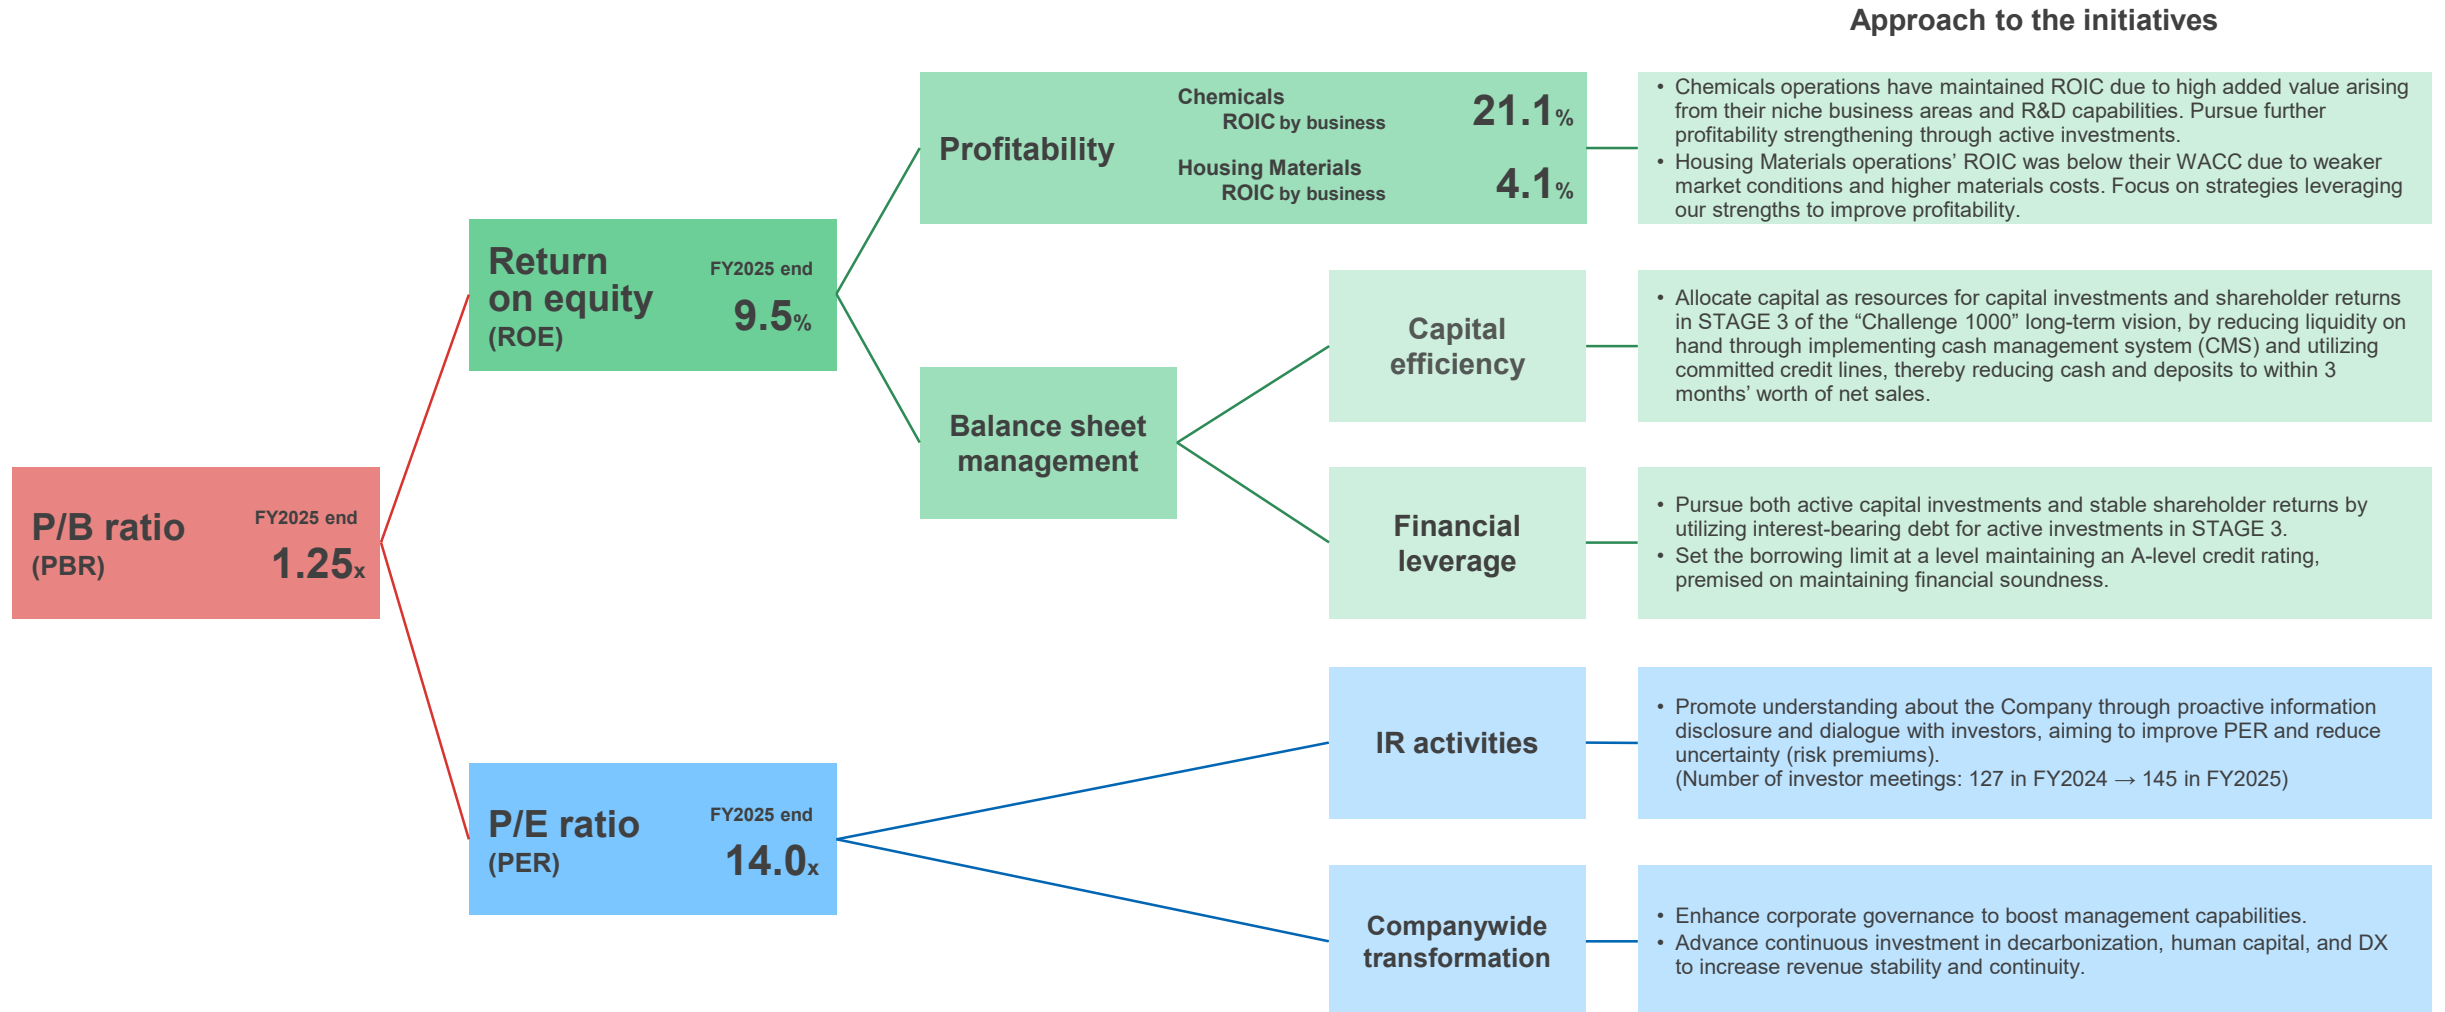 Approach to the initiatives
P/B ratio
(PBR)
FY2025 end
1.25x
Return
on equity
(ROE)
FY2025 end
9.5%
Profitability
Chemicals
ROIC by business
21.1%
Housing Materials
ROIC by business
4.1%
• Chemicals operations have maintained ROIC due to high added value arising
from their niche business areas and R&D capabilities. Pursue further
profitability strengthening through active investments.
• Housing Materials operations’ ROIC was below their WACC due to weaker
market conditions and higher materials costs. Focus on strategies leveraging
our strengths to improve profitability.
Balance sheet
management
Capital
efficiency
• Allocate capital as resources for capital investments and shareholder returns
in STAGE 3 of the “Challenge 1000” long-term vision, by reducing liquidity on
hand through implementing cash management system (CMS) and utilizing
committed credit lines, thereby reducing cash and deposits to within 3
months’ worth of net sales.
Financial
leverage
• Pursue both active capital investments and stable shareholder returns by
utilizing interest-bearing debt for active investments in STAGE 3.
• Set the borrowing limit at a level maintaining an A-level credit rating,
premised on maintaining financial soundness.
P/E ratio
(PER)
FY2025 end
14.0x
IR activities
• Promote understanding about the Company through proactive information
disclosure and dialogue with investors, aiming to improve PER and reduce
uncertainty (risk premiums).
(Number of investor meetings: 127 in FY2024 → 145 in FY2025)
Companywide
transformation
• Enhance corporate governance to boost management capabilities.
• Advance continuous investment in decarbonization, human capital, and DX
to increase revenue stability and continuity.